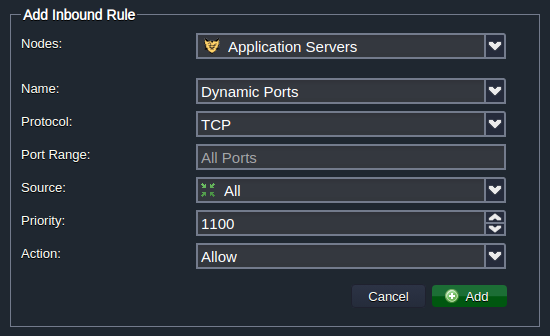 Add Inbound Rule
Nodes: Application Servers
Name: Dynamic Ports
Protocol: TCP
Port Range: All Ports
Source: All
Priority: 1100
Action: Allow
Cancel Add